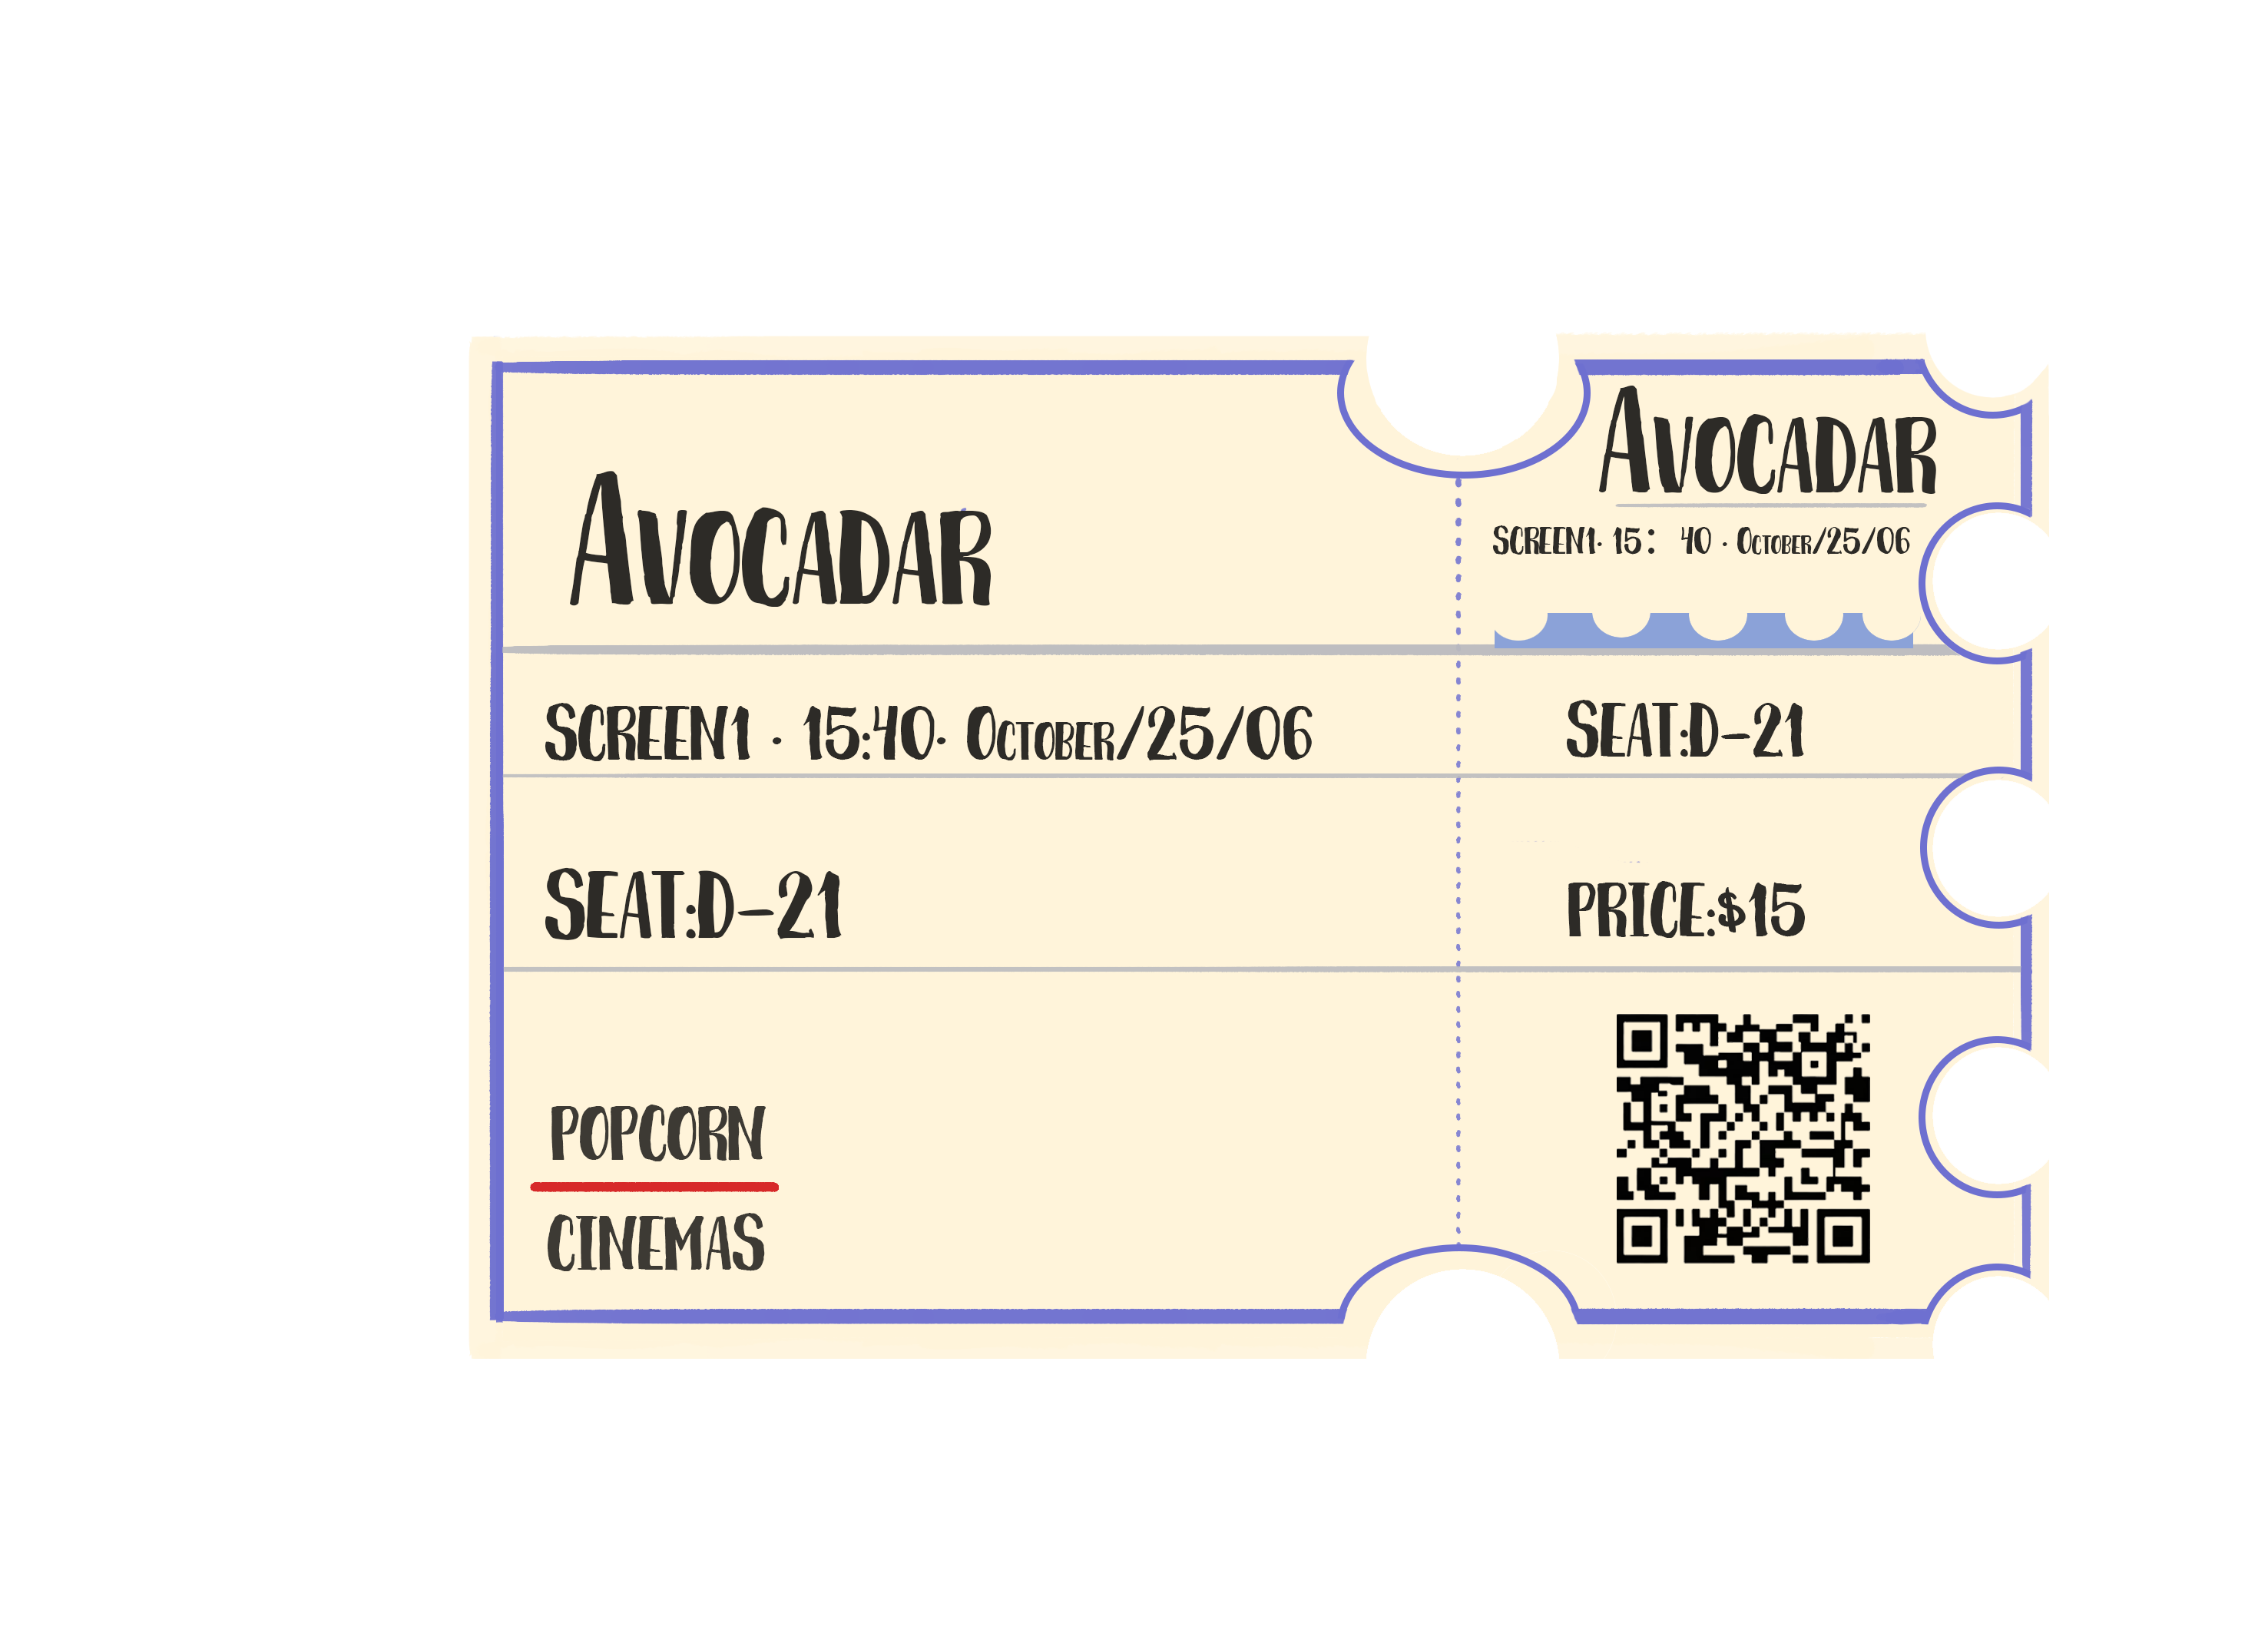 Avocadar
SCREEN1 · 15:40· October/25/06
SEAT:D-21
POPCORN
CINEMAS
Avocadar
SCREEN1· 15: 40 · October/25/06
SEAT:D-21
PRICE:$15